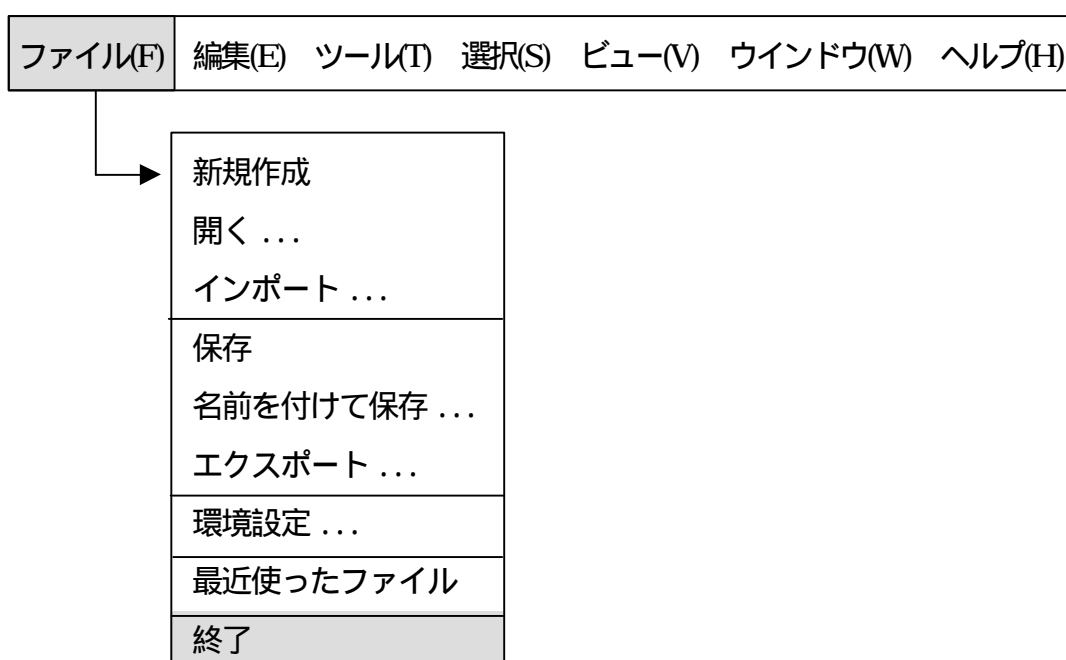 ファイル(F) 編集(E) ツール(T) 選択(S) ビュー(V) ウインドウ(W) ヘルプ(H)
新規作成
開く ...
インポート ...
保存
名前を付けて保存 ...
エクスポート ...
環境設定 ...
最近使ったファイル
終了